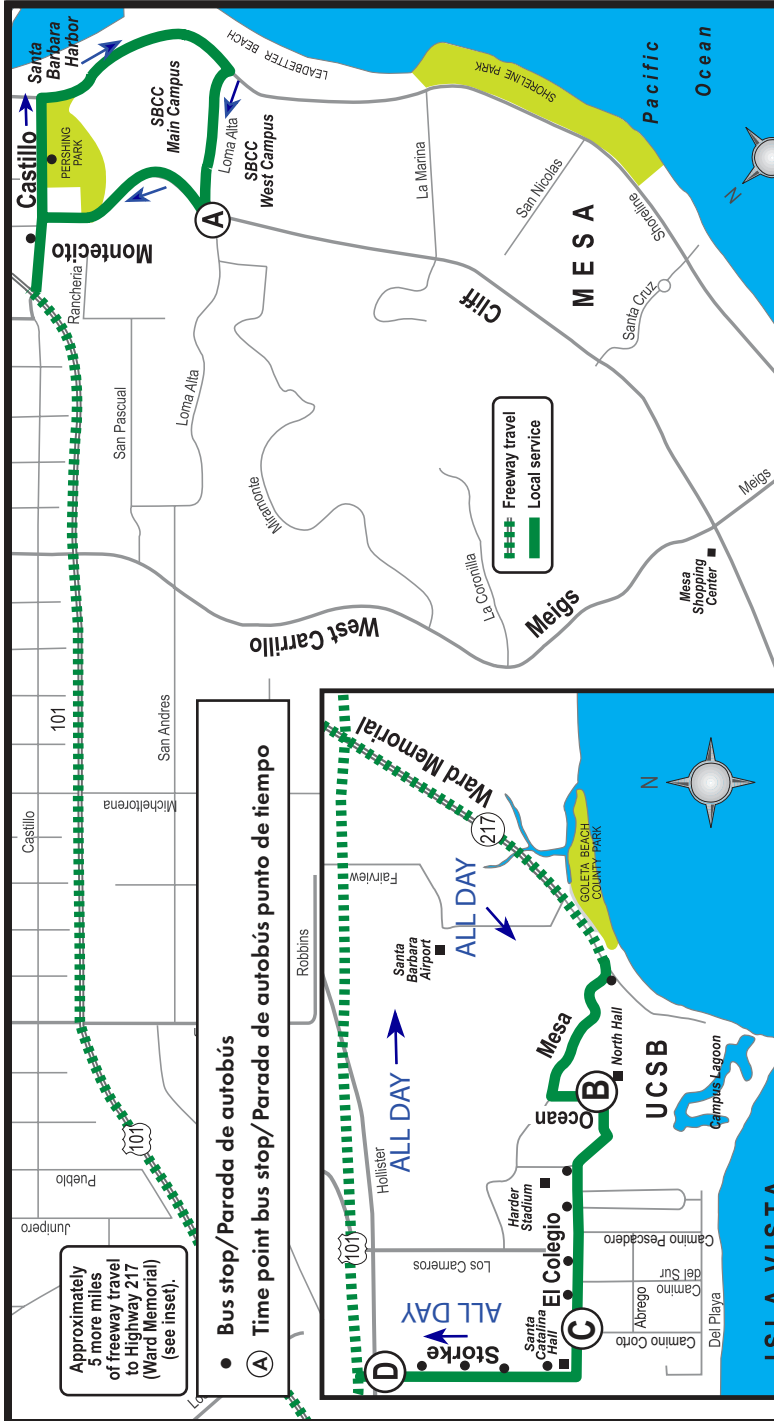 Santa
Barbara
Harbor
LEADBETTER BEACH
SHORELINE PARK
Pacific
Ocean
N
Castillo
PERSHING
PARK
SBCC
Main Campus
Loma Alta
SBCC
West Campus
A
Montecito
Rancheria
La Marina
San Nicolas
MESA
Shoreline
Santa Cruz
Cliff
San Pascual
Loma Alta
Miramonte
La Coronilla
Freeway travel
Local service
Meigs
Meigs
Mesa
Shopping
Center
West Carrillo
101
San Andres
Castillo
Micheltorena
Robbins
101
Pueblo
Junipero
Approximately
5 more miles
of freeway travel
to Highway 217
(Ward Memorial)
(see inset).
Bus stop/Parada de autobús
A Time point bus stop/Parada de autobús punto de tiempo
Ward Memorial
217
Fairview
GOLETA BEACH
COUNTY PARK
N
Santa
Barbara
Airport
ALL DAY
ALL DAY
Hollister
101
Mesa
North Hall
B
Ocean
UCSB
Campus Lagoon
Harder
Stadium
El Colegio
Los Carneros
Camino Pescadero
Camino
del Sur
Abrego
Camino Corto
Del Playa
ALL DAY
Storke
Santa
Catalina
Hall
C
D
ISLA VISTA